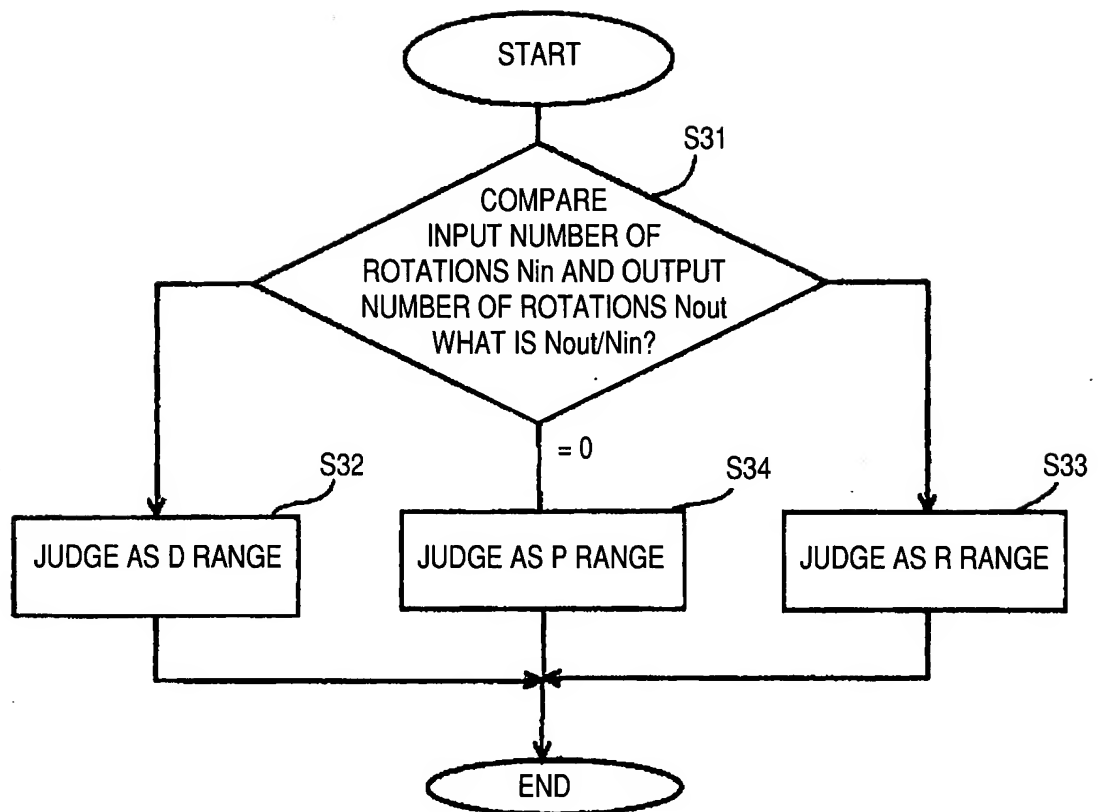 START
S31
COMPARE
INPUT NUMBER OF
ROTATIONS Nin AND OUTPUT
NUMBER OF ROTATIONS Nout
WHAT IS Nout/Nin?
= 0
S32
S34
S33
JUDGE AS D RANGE
JUDGE AS P RANGE
JUDGE AS R RANGE
END